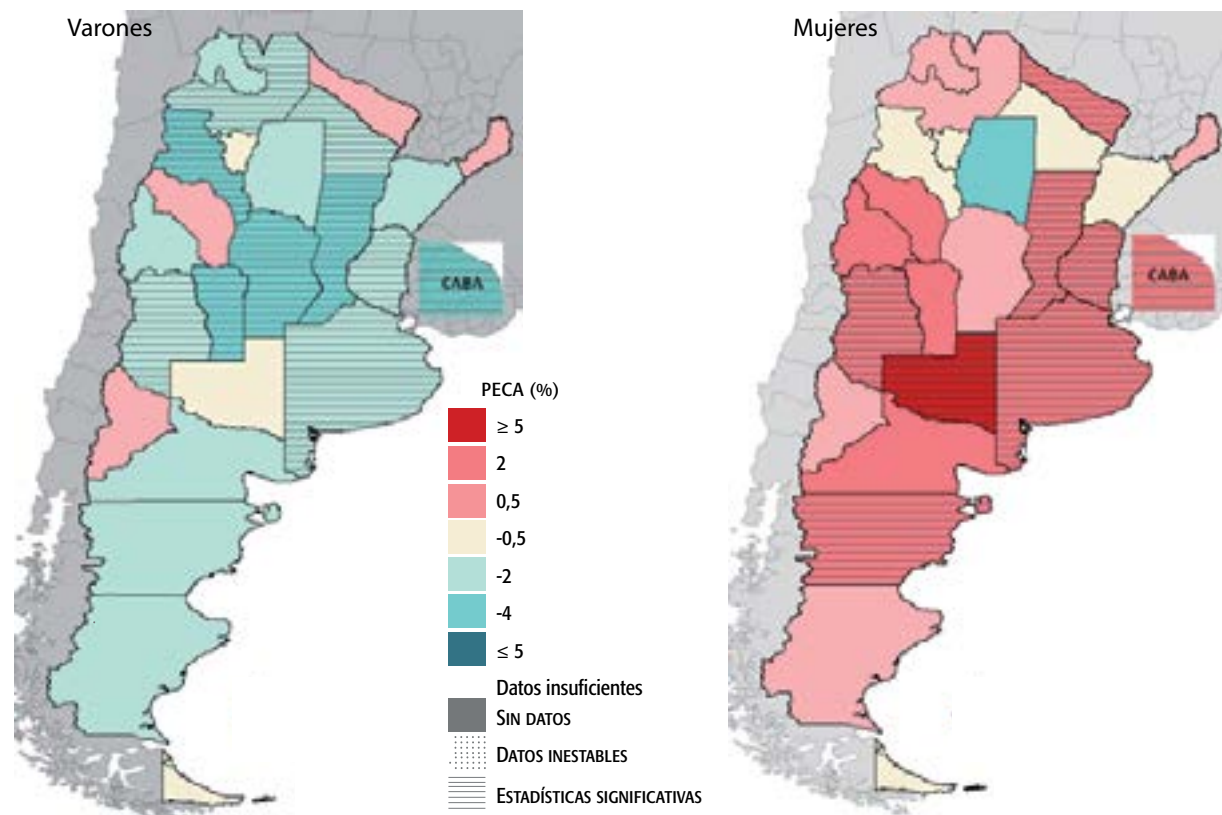 Varones
Mujeres
CABA
CABA
PECA (%)
≥ 5
2
0,5
-0,5
-2
-4
≤ 5
Datos insuficientes
SIN DATOS
DATOS INESTABLES
ESTADÍSTICAS SIGNIFICATIVAS